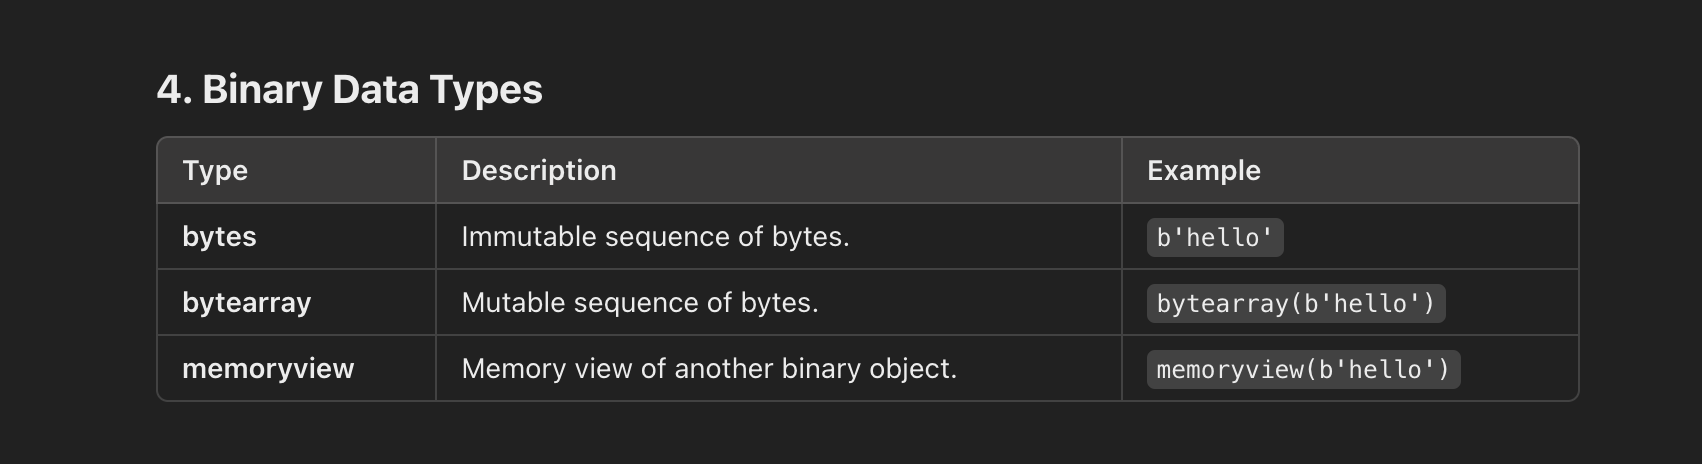 4. Binary Data Types
Type Description Example
bytes Immutable sequence of bytes. b'hello'
bytearray Mutable sequence of bytes. bytearray(b'hello')
memoryview Memory view of another binary object. memoryview(b'hello')